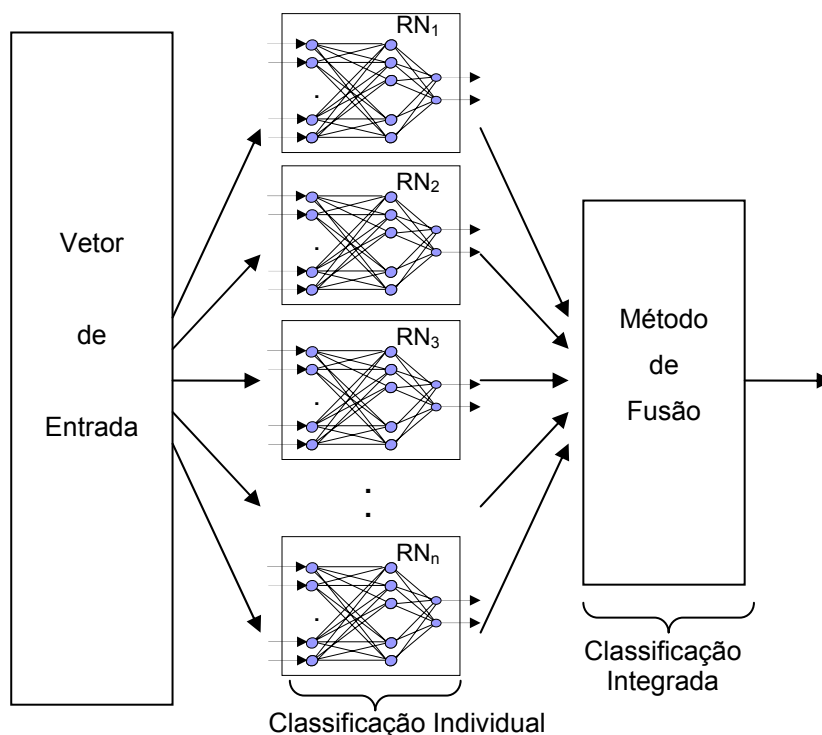 Vetor
de
Entrada
RN1
RN2
RN3
:
RNn
Classificação Individual
Método
de
Fusão
Classificação
Integrada